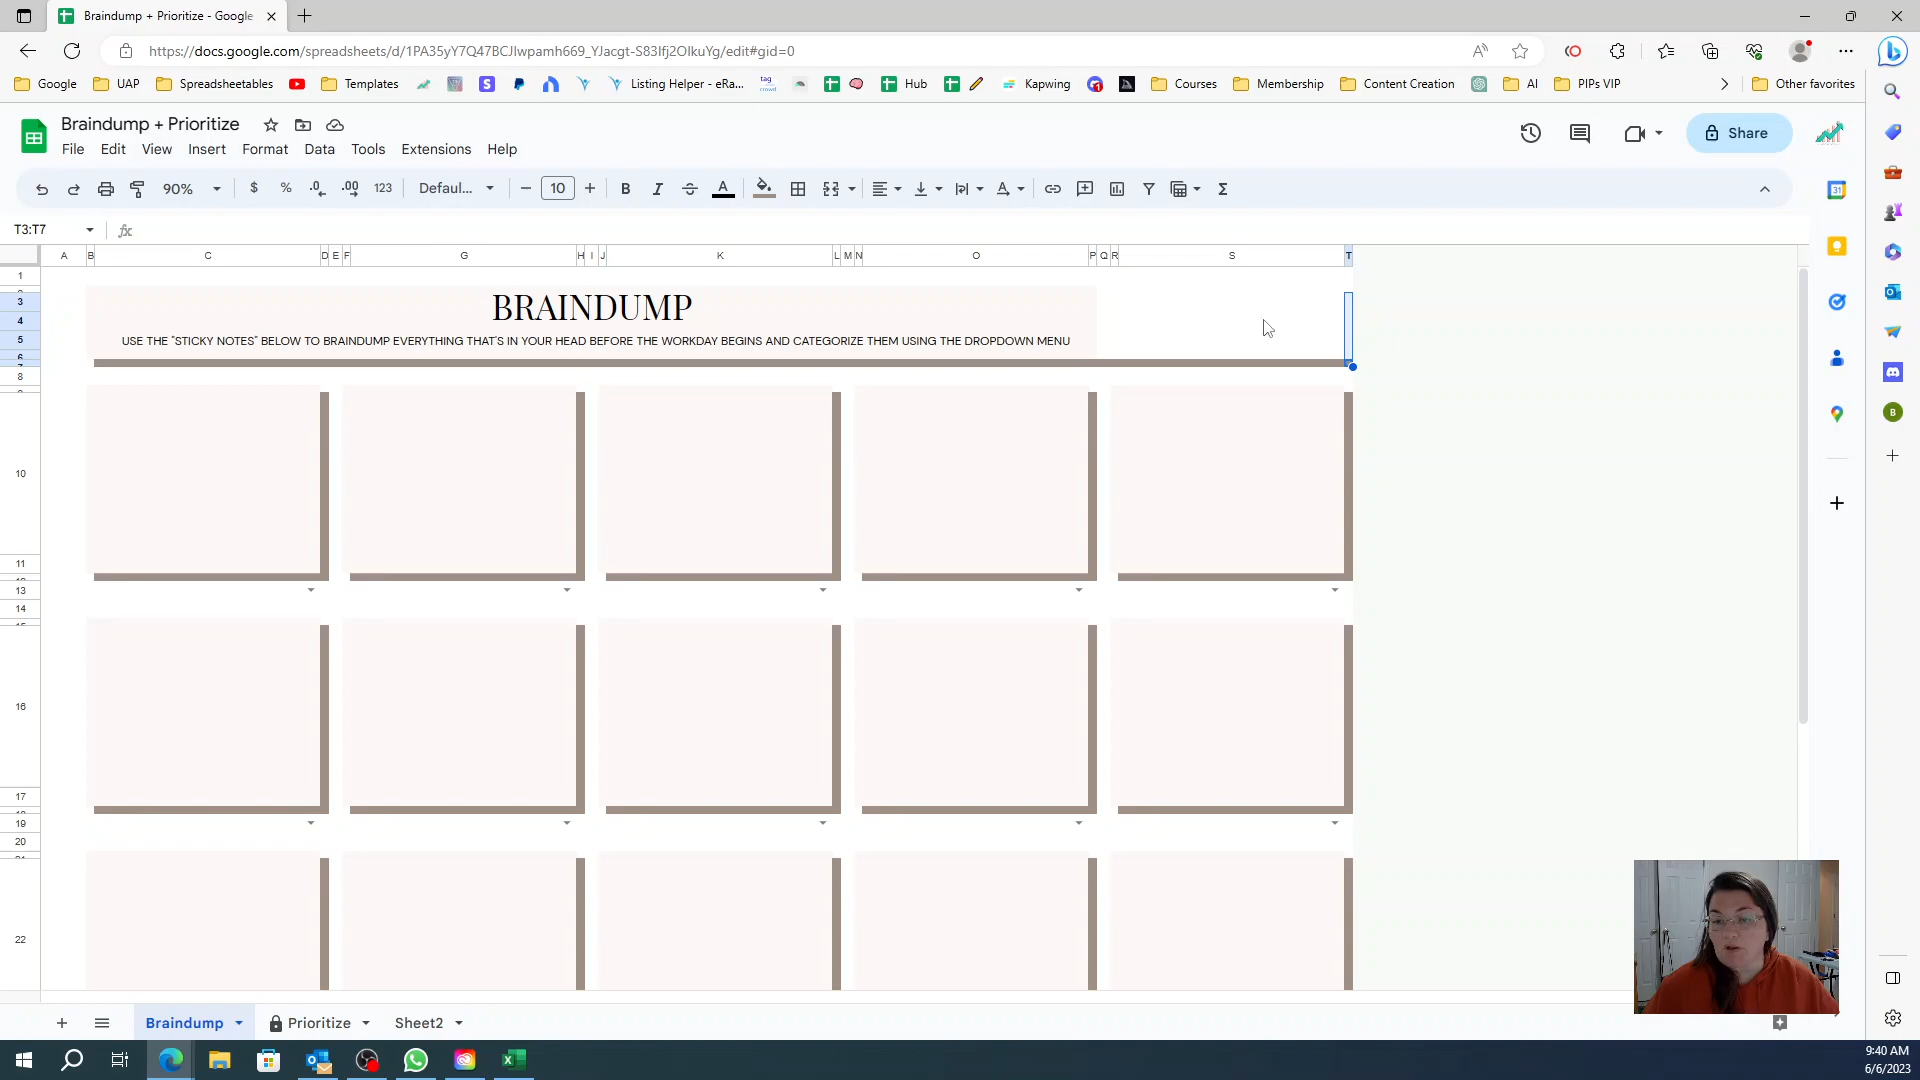 Braindump + Prioritize - Google
https://docs.google.com/spreadsheets/d/1PA35yY7Q47BCJIwpamh669_YJacgt-S83Ifj2OIkuYg/edit#gid=0
Google UAP Spreadsheetables Templates Listing Helper - eRa... Hub Kapwing Courses Membership Content Creation AI PIPs VIP Other favorites
Braindump + Prioritize
Share
File Edit View Insert Format Data Tools Extensions Help
90% $ % .0 .00 123 Defaul... 10 B I A
T3:T7 fx
A B C D E F G H I J K L M N O P Q R S T
1
3
BRAINDUMP
4
5
USE THE "STICKY NOTES" BELOW TO BRAINDUMP EVERYTHING THAT'S IN YOUR HEAD BEFORE THE WORKDAY BEGINS AND CATEGORIZE THEM USING THE DROPDOWN MENU
8
10
11
13
14
16
17
19
20
22
Braindump Prioritize Sheet2
9:40 AM
6/6/2023